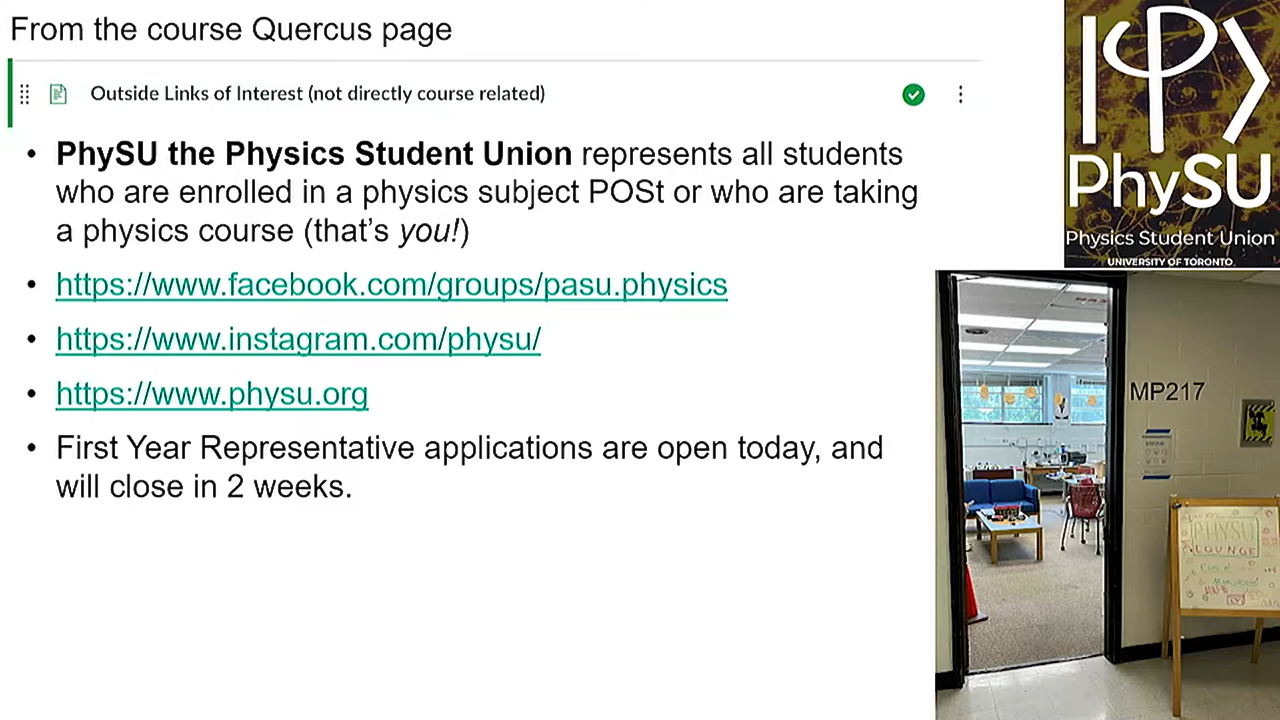 From the course Quercus page
Outside Links of Interest (not directly course related)
• PhySU the Physics Student Union represents all students
who are enrolled in a physics subject POSt or who are taking
a physics course (that's you!)
• https://www.facebook.com/groups/pasu.physics
• https://www.instagram.com/physu/
• https://www.physu.org
• First Year Representative applications are open today, and
will close in 2 weeks.
PhySU
Physics Student Union
UNIVERSITY OF TORONTO
MP217
PHYSU
LOUNGE